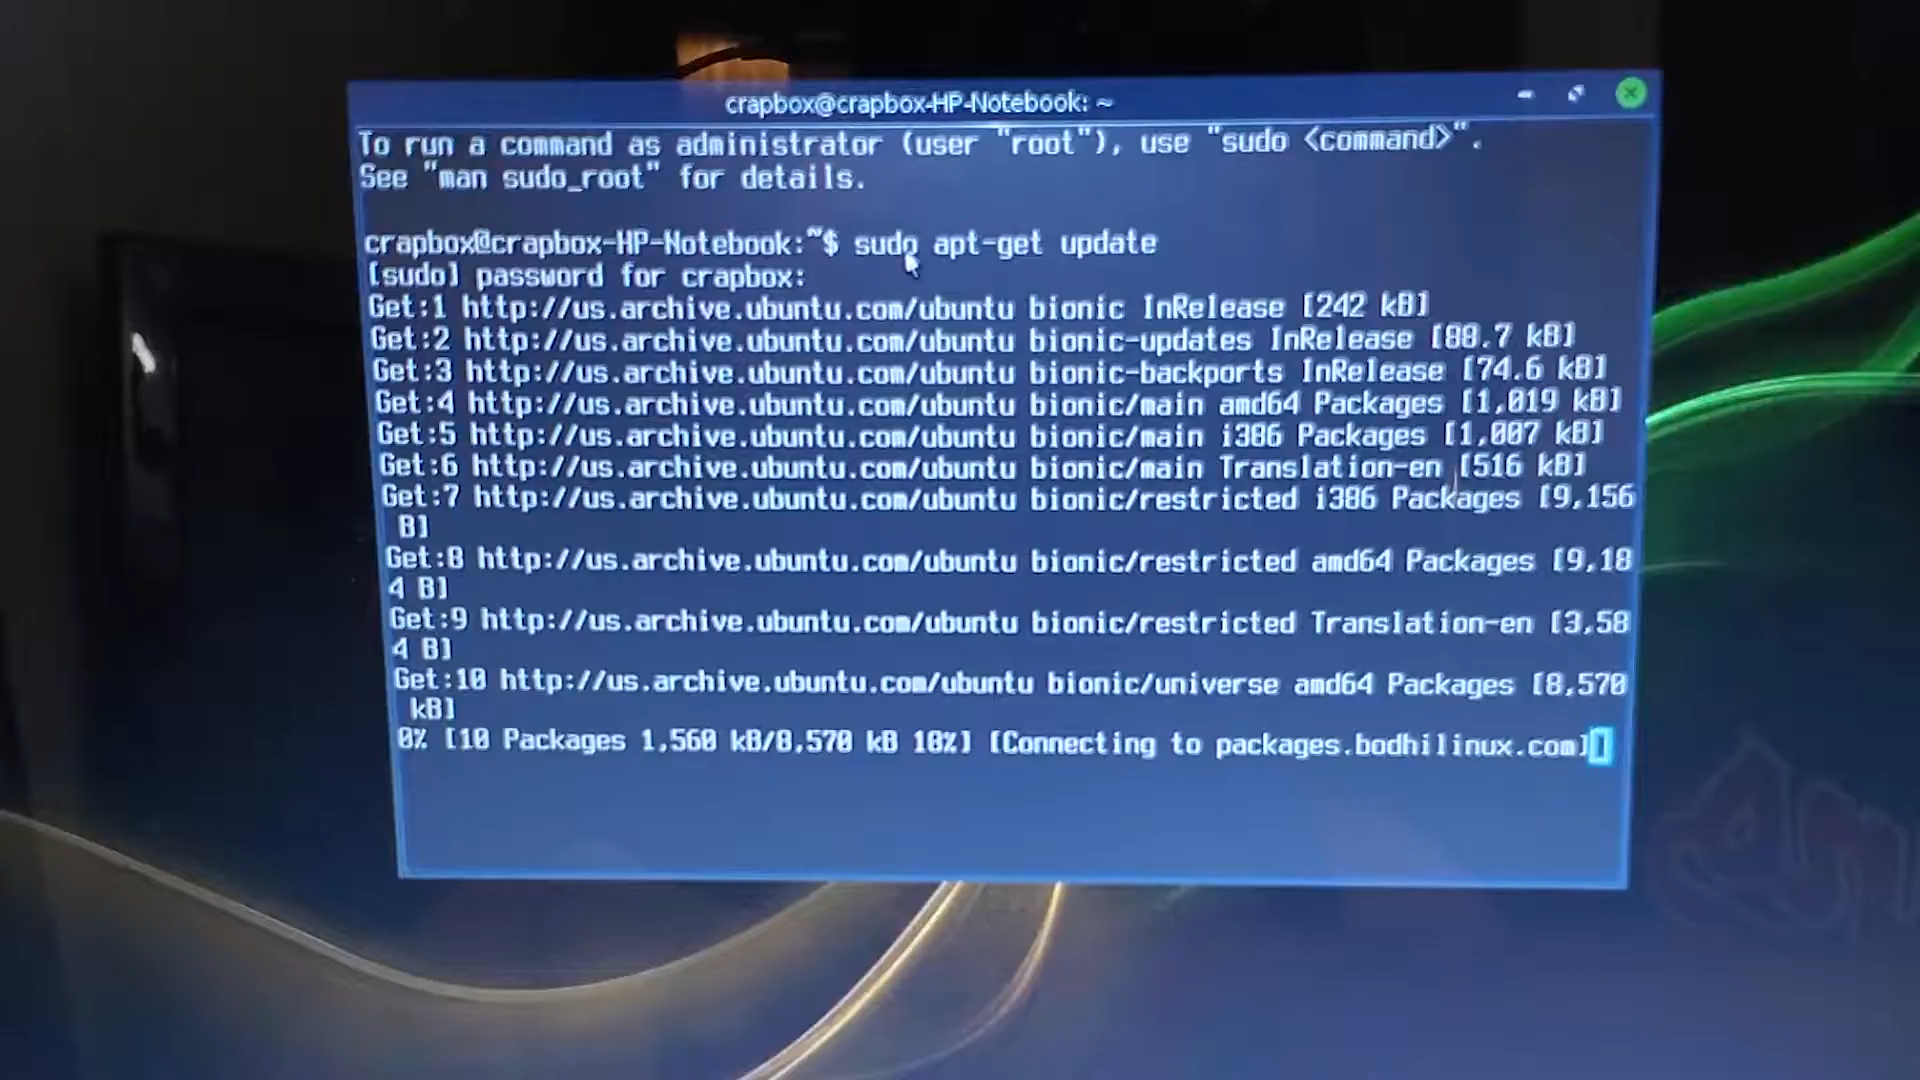 crapbox@crapbox-HP-Notebook: ~
To run a command as administrator (user "root"), use "sudo <command>".
See "man sudo_root" for details.
crapbox@crapbox-HP-Notebook:~$ sudo apt-get update
[sudo] password for crapbox:
Get:1 http://us.archive.ubuntu.com/ubuntu bionic InRelease [242 kB]
Get:2 http://us.archive.ubuntu.com/ubuntu bionic-updates InRelease [88.7 kB]
Get:3 http://us.archive.ubuntu.com/ubuntu bionic-backports InRelease [74.6 kB]
Get:4 http://us.archive.ubuntu.com/ubuntu bionic/main amd64 Packages [1,019 kB]
Get:5 http://us.archive.ubuntu.com/ubuntu bionic/main i386 Packages [1,007 kB]
Get:6 http://us.archive.ubuntu.com/ubuntu bionic/main Translation-en [516 kB]
Get:7 http://us.archive.ubuntu.com/ubuntu bionic/restricted i386 Packages [9,156
B]
Get:8 http://us.archive.ubuntu.com/ubuntu bionic/restricted amd64 Packages [9,18
4 B]
Get:9 http://us.archive.ubuntu.com/ubuntu bionic/restricted Translation-en [3,58
4 B]
Get:10 http://us.archive.ubuntu.com/ubuntu bionic/universe amd64 Packages [8,570
kB]
0% [10 Packages 1,560 kB/8,570 kB 18%] [Connecting to packages.bodhilinux.com]